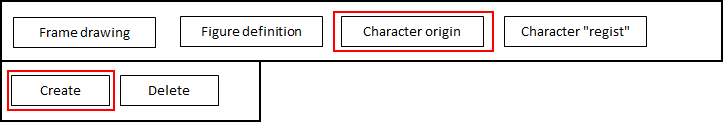 Frame drawing Figure definition Character origin Character "regist"
Create Delete